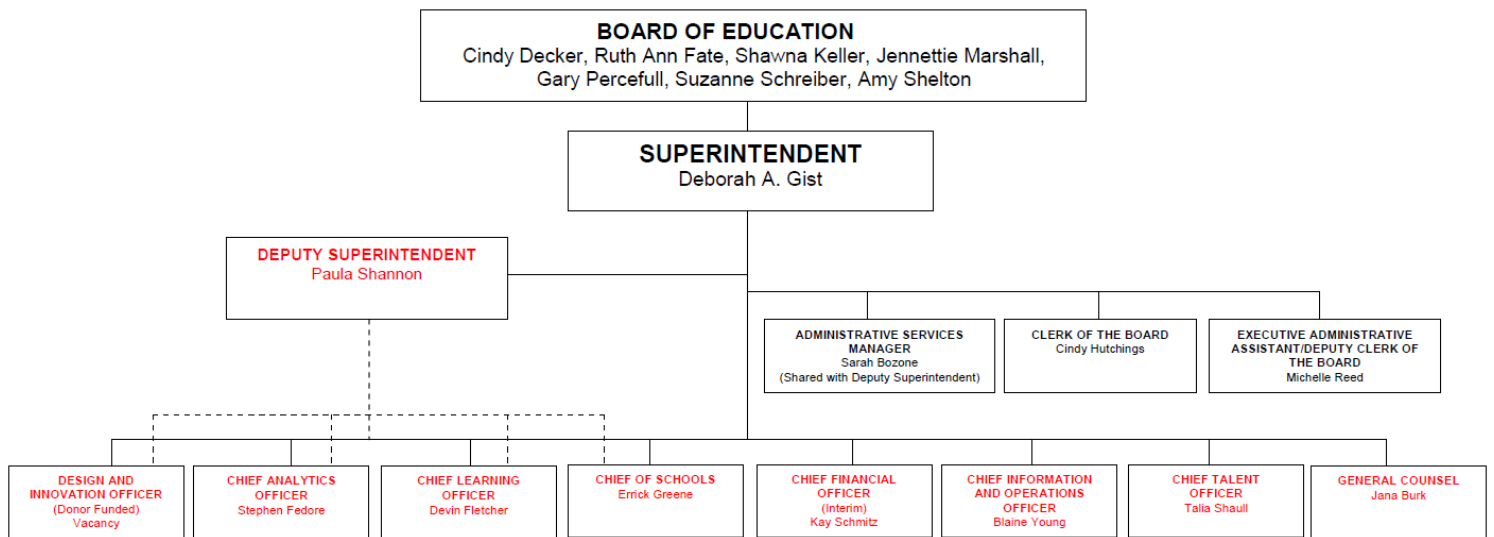 BOARD OF EDUCATION
Cindy Decker, Ruth Ann Fate, Shawna Keller, Jennettie Marshall,
Gary Percefull, Suzanne Schreiber, Amy Shelton
SUPERINTENDENT
Deborah A. Gist
DEPUTY SUPERINTENDENT
Paula Shannon
ADMINISTRATIVE SERVICES
MANAGER
Sarah Bozone
(Shared with Deputy Superintendent)
CLERK OF THE BOARD
Cindy Hutchings
EXECUTIVE ADMINISTRATIVE
ASSISTANT/DEPUTY CLERK OF
THE BOARD
Michelle Reed
DESIGN AND
INNOVATION OFFICER
(Donor Funded)
Vacancy
CHIEF ANALYTICS
OFFICER
Stephen Fedore
CHIEF LEARNING
OFFICER
Devin Fletcher
CHIEF OF SCHOOLS
Errick Greene
CHIEF FINANCIAL
OFFICER
(Interim)
Kay Schmitz
CHIEF INFORMATION
AND OPERATIONS
OFFICER
Blaine Young
CHIEF TALENT
OFFICER
Talia Shaull
GENERAL COUNSEL
Jana Burk